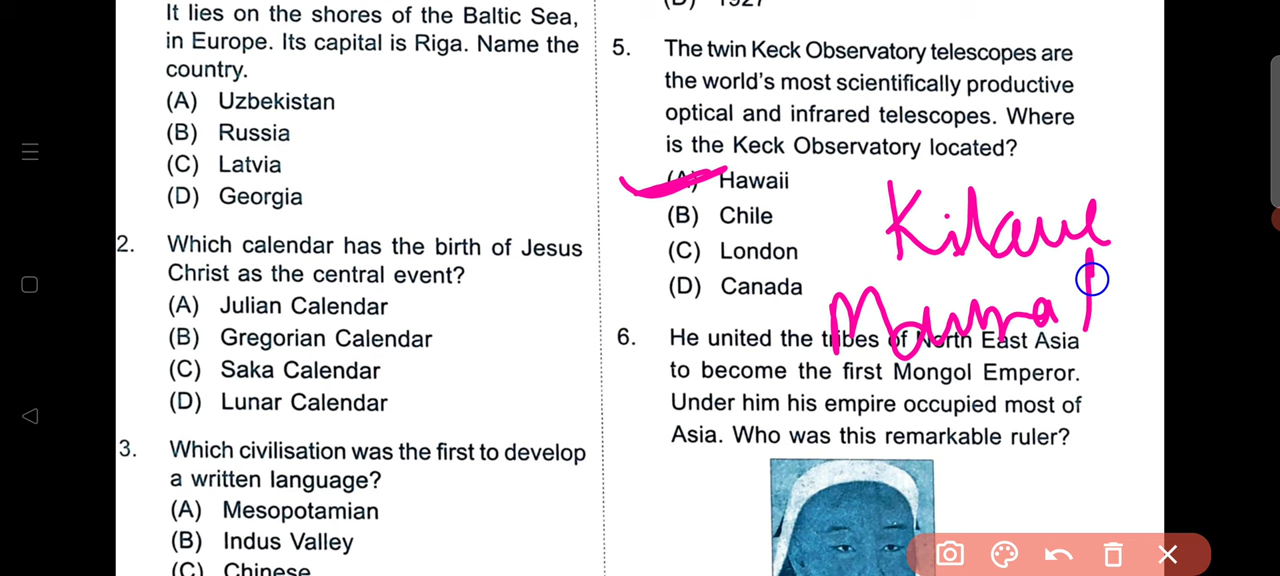 It lies on the shores of the Baltic Sea,
in Europe. Its capital is Riga. Name the
country.
(A) Uzbekistan
(B) Russia
(C) Latvia
(D) Georgia
2. Which calendar has the birth of Jesus
Christ as the central event?
(A) Julian Calendar
(B) Gregorian Calendar
(C) Saka Calendar
(D) Lunar Calendar
3. Which civilisation was the first to develop
a written language?
(A) Mesopotamian
(B) Indus Valley
(C) Chinese
(D) 1927
5. The twin Keck Observatory telescopes are
the world's most scientifically productive
optical and infrared telescopes. Where
is the Keck Observatory located?
(A) Hawaii
(B) Chile
(C) London
(D) Canada
Kilaue
6. He united the tribes of North East Asia
to become the first Mongol Emperor.
Under him his empire occupied most of
Asia. Who was this remarkable ruler?